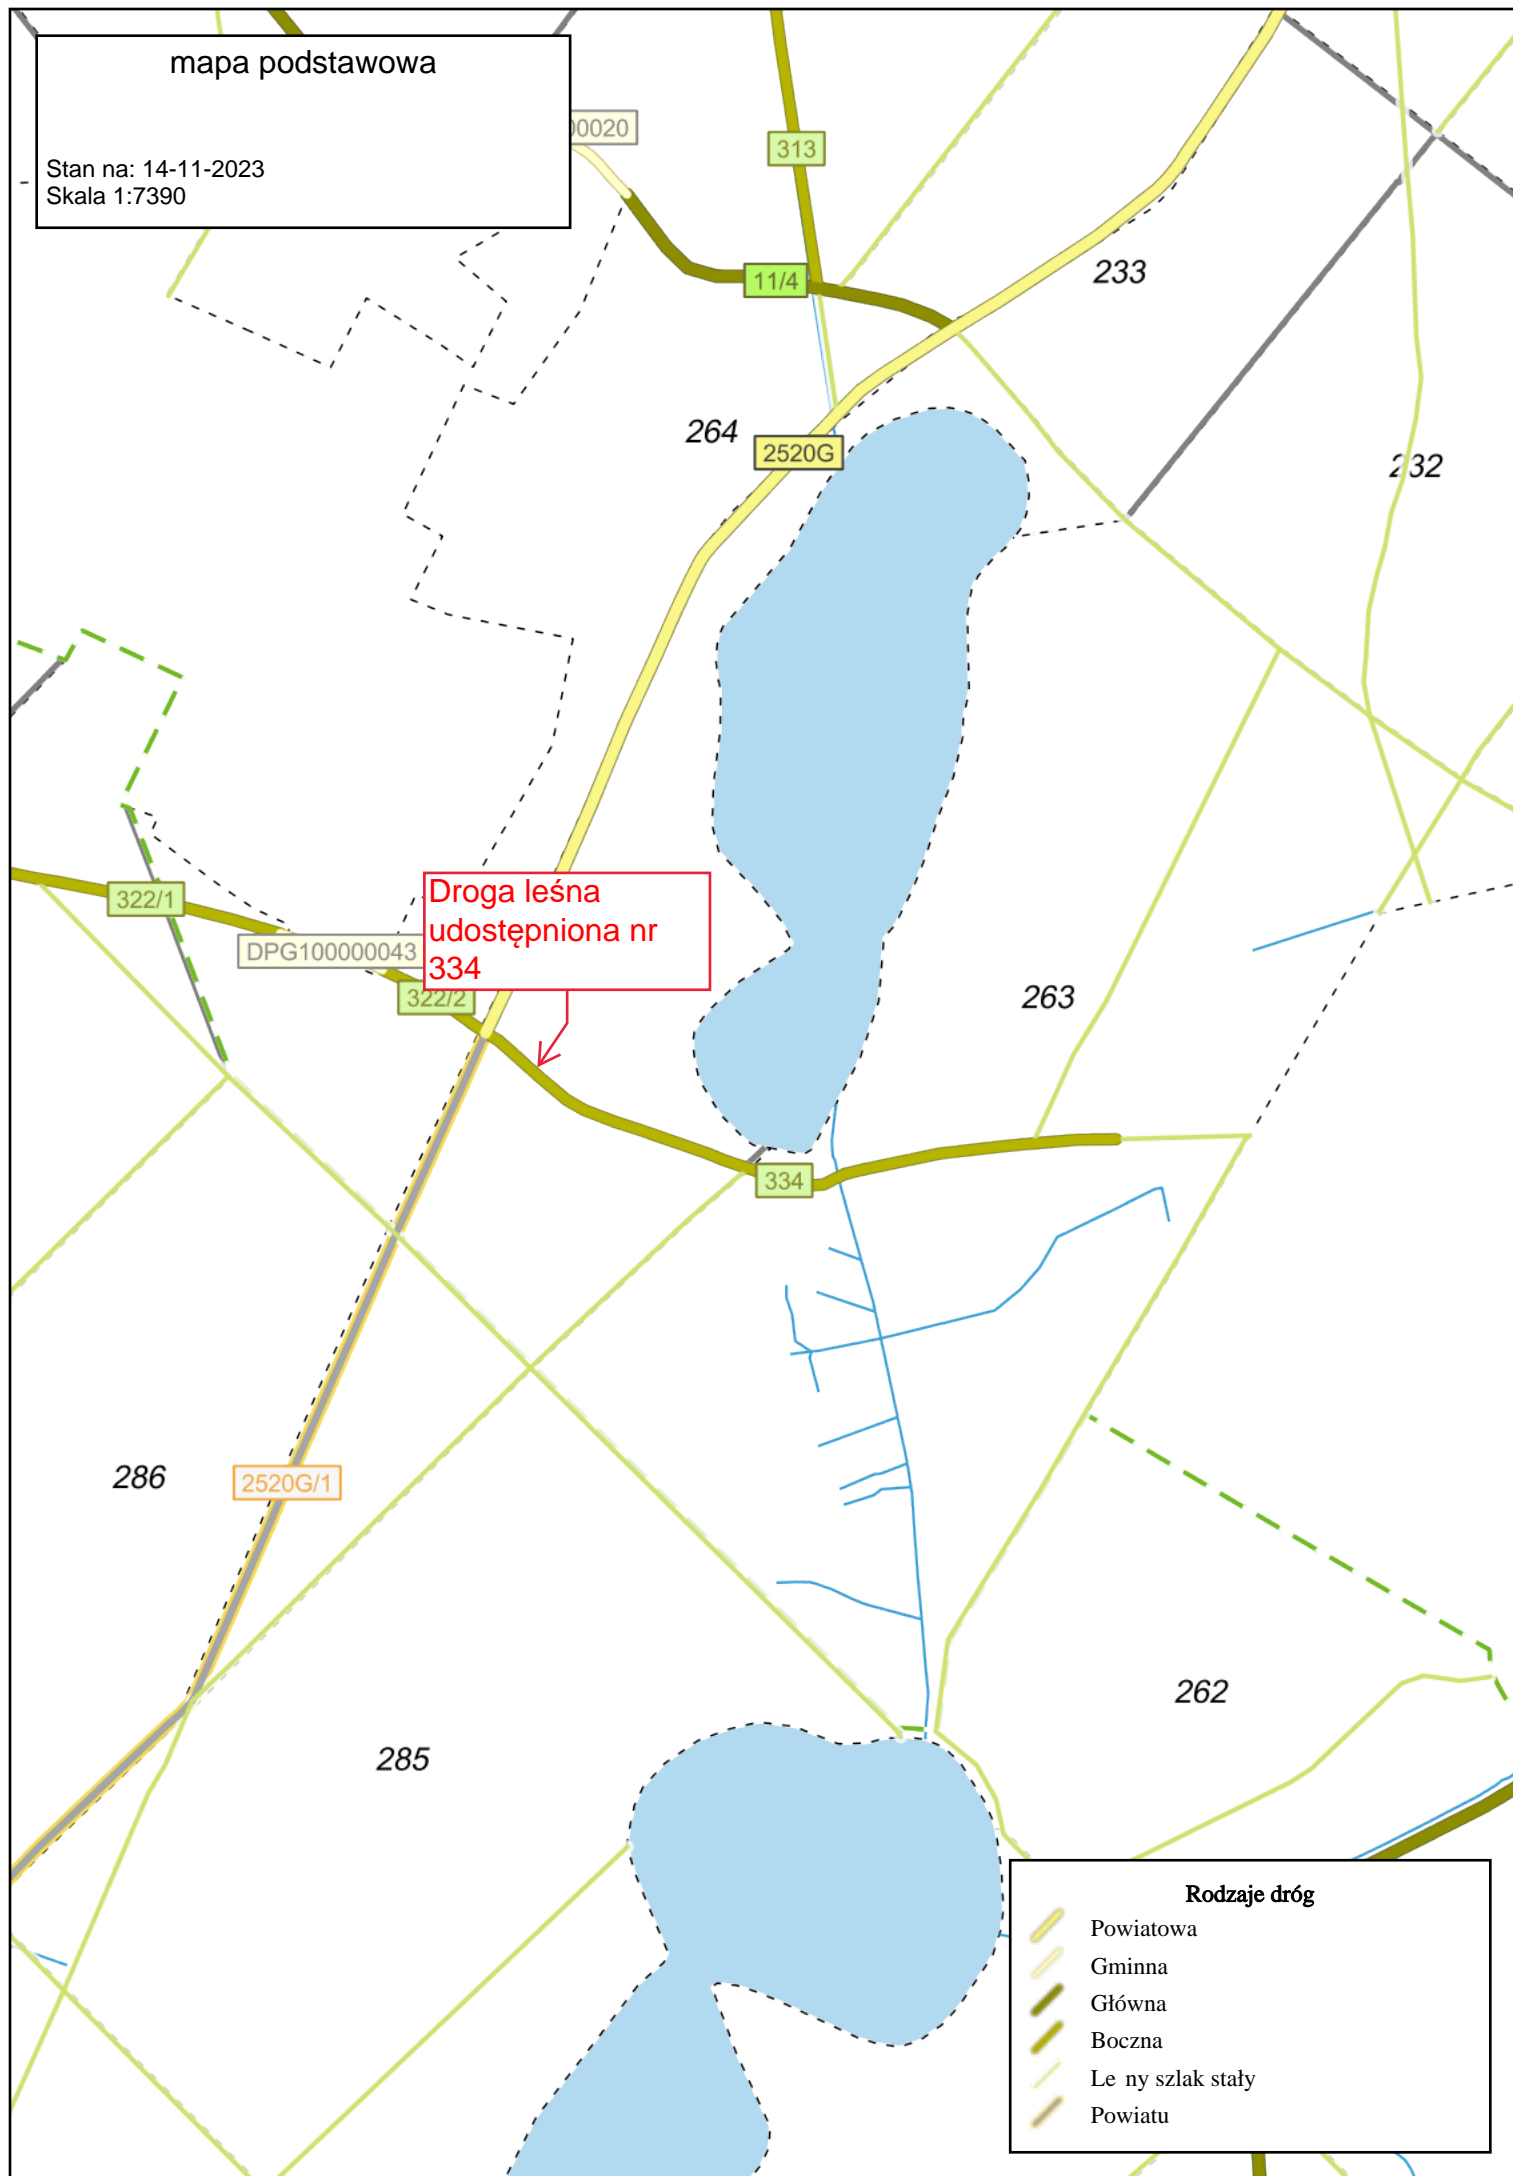 mapa podstawowa
Stan na: 14-11-2023
Skala 1:7390
00020
313
11/4
233
264
2520G
232
322/1
DPG100000043
Droga leśna
udostępniona nr
334
322/2
263
334
286
2520G/1
262
285
Rodzaje dróg
Powiatowa
Gminna
Główna
Boczna
Le ny szlak stały
Powiatu